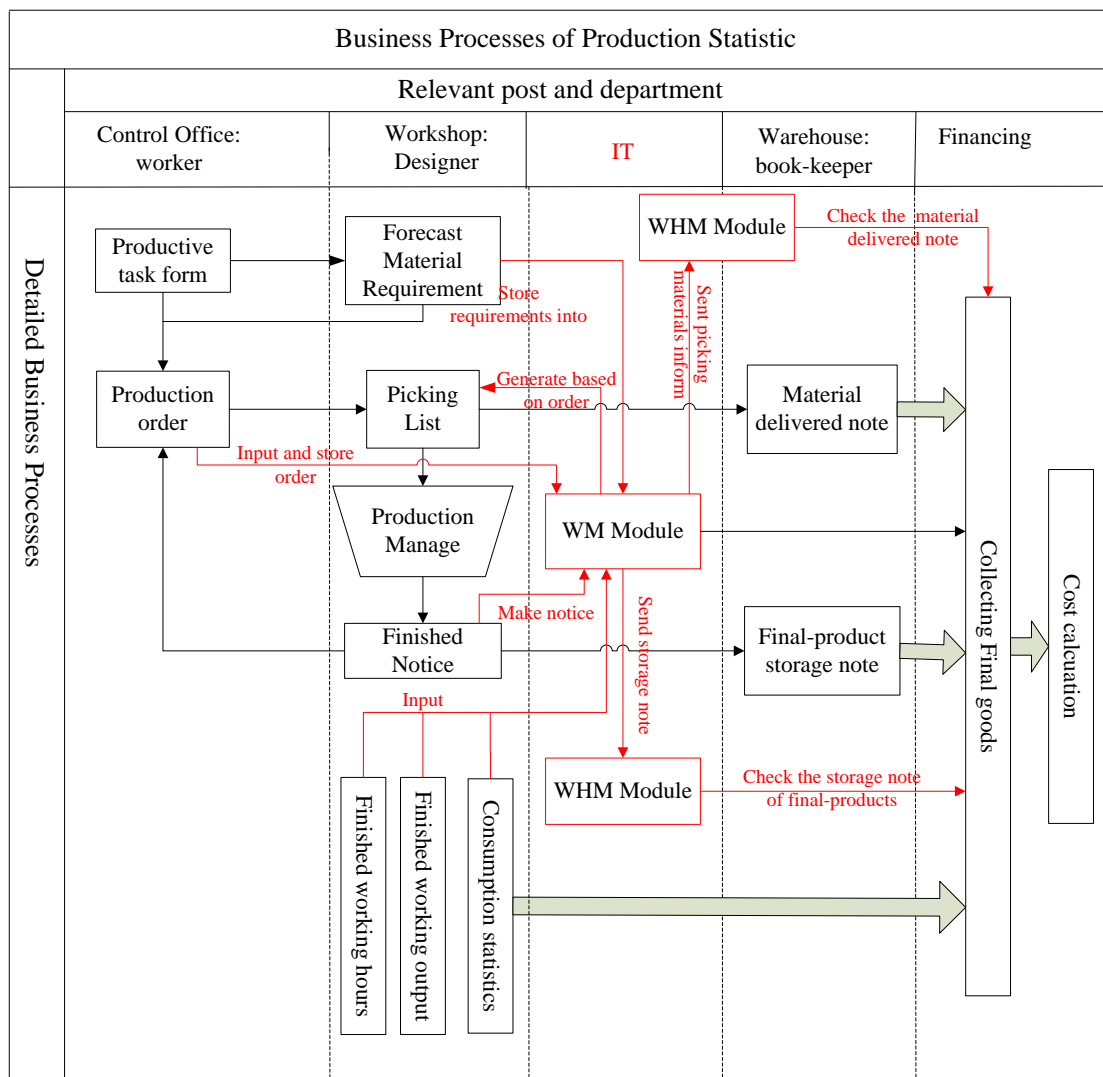 Business Processes of Production Statistic
Relevant post and department
Control Office:
worker
Workshop:
Designer
IT
Warehouse:
book-keeper
Financing
Detailed Business Processes
Productive
task form
Forecast
Material
Requirement
WHM Module
Check the material
delivered note
Store
requirements into
Sent picking
materials inform
Production
order
Picking
List
Generate based
on order
Material
delivered note
Input and store
order
Production
Manage
WM Module
Make notice
Finished
Notice
Send storage note
Final-product
storage note
Collecting Final goods
Cost calcuation
Input
WHM Module
Check the storage note
of final-products
Finished working hours
Finished working output
Consumption statistics